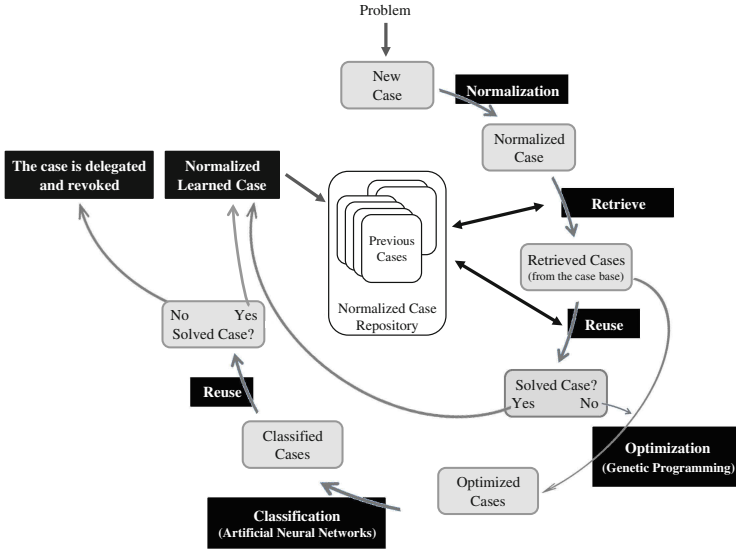 Problem
New
Case
Normalization
Normalized
Case
The case is delegated
and revoked
Normalized
Learned Case
Retrieve
Previous
Cases
Retrieved Cases
(from the case base)
Normalized Case
Repository
No Yes
Solved Case?
Reuse
Solved Case?
Yes No
Reuse
Classified
Cases
Optimization
(Genetic Programming)
Optimized
Cases
Classification
(Artificial Neural Networks)